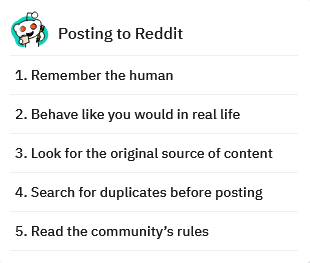 Posting to Reddit
1. Remember the human
2. Behave like you would in real life
3. Look for the original source of content
4. Search for duplicates before posting
5. Read the community’s rules